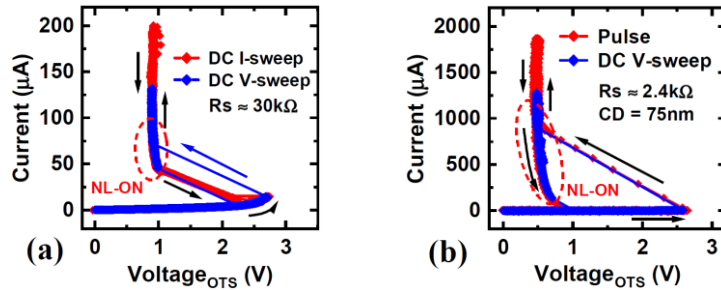 200
150
100
50
0
Current (μA)
DC I-sweep
DC V-sweep
Rs ≈ 30kΩ
NL-ON
0 1 2 3
(a)
Voltage_OTS (V)
2000
1500
1000
500
0
Current (μA)
Pulse
DC V-sweep
Rs ≈ 2.4kΩ
CD = 75nm
NL-ON
0 1 2 3
(b)
Voltage_OTS (V)